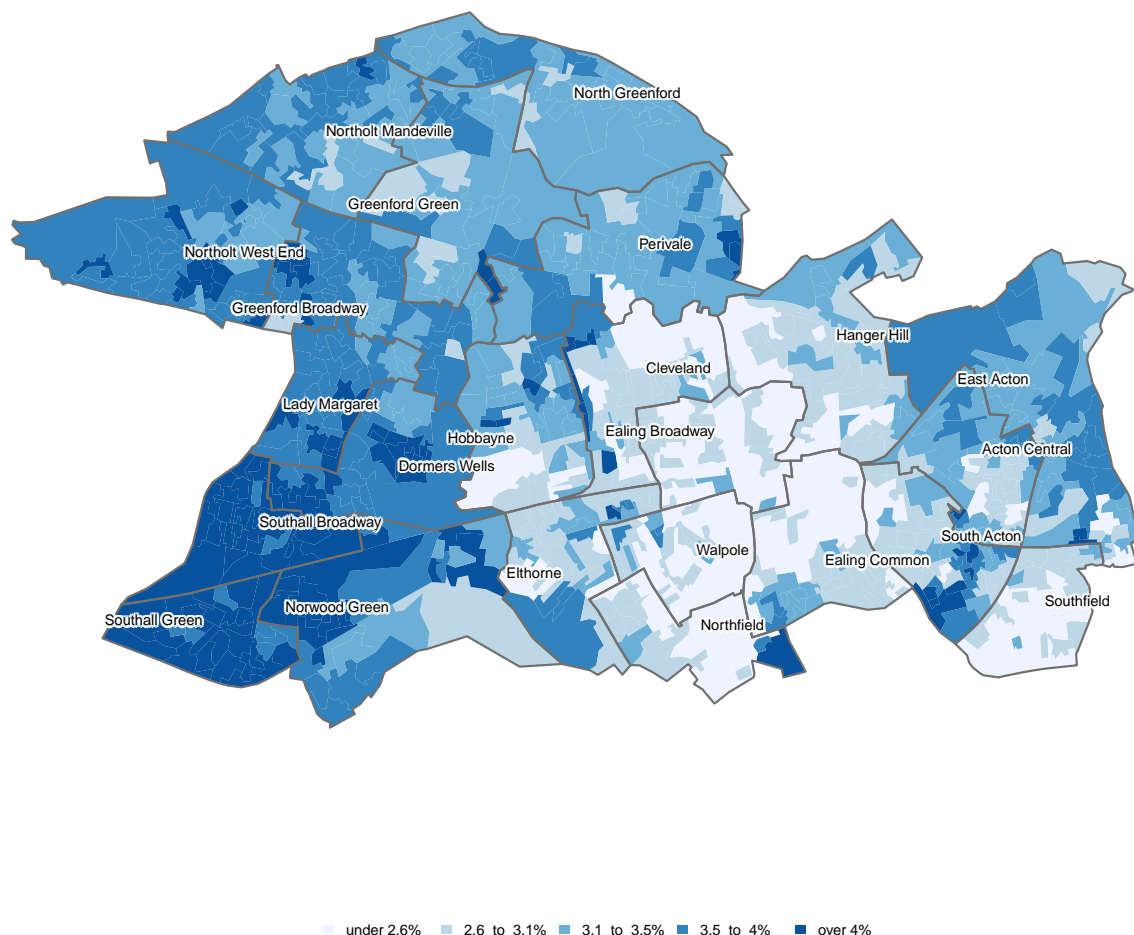 North Greenford
Northolt Mandeville
Greenford Green
Perivale
Northolt West End
Greenford Broadway
Hanger Hill
Cleveland
East Acton
Lady Margaret
Ealing Broadway
Hobbayne
Acton Central
Dormers Wells
Southall Broadway
South Acton
Walpole
Ealing Common
Elthorne
Southfield
Norwood Green
Southall Green
Northfield
under 2.6% 2.6 to 3.1% 3.1 to 3.5% 3.5 to 4% over 4%